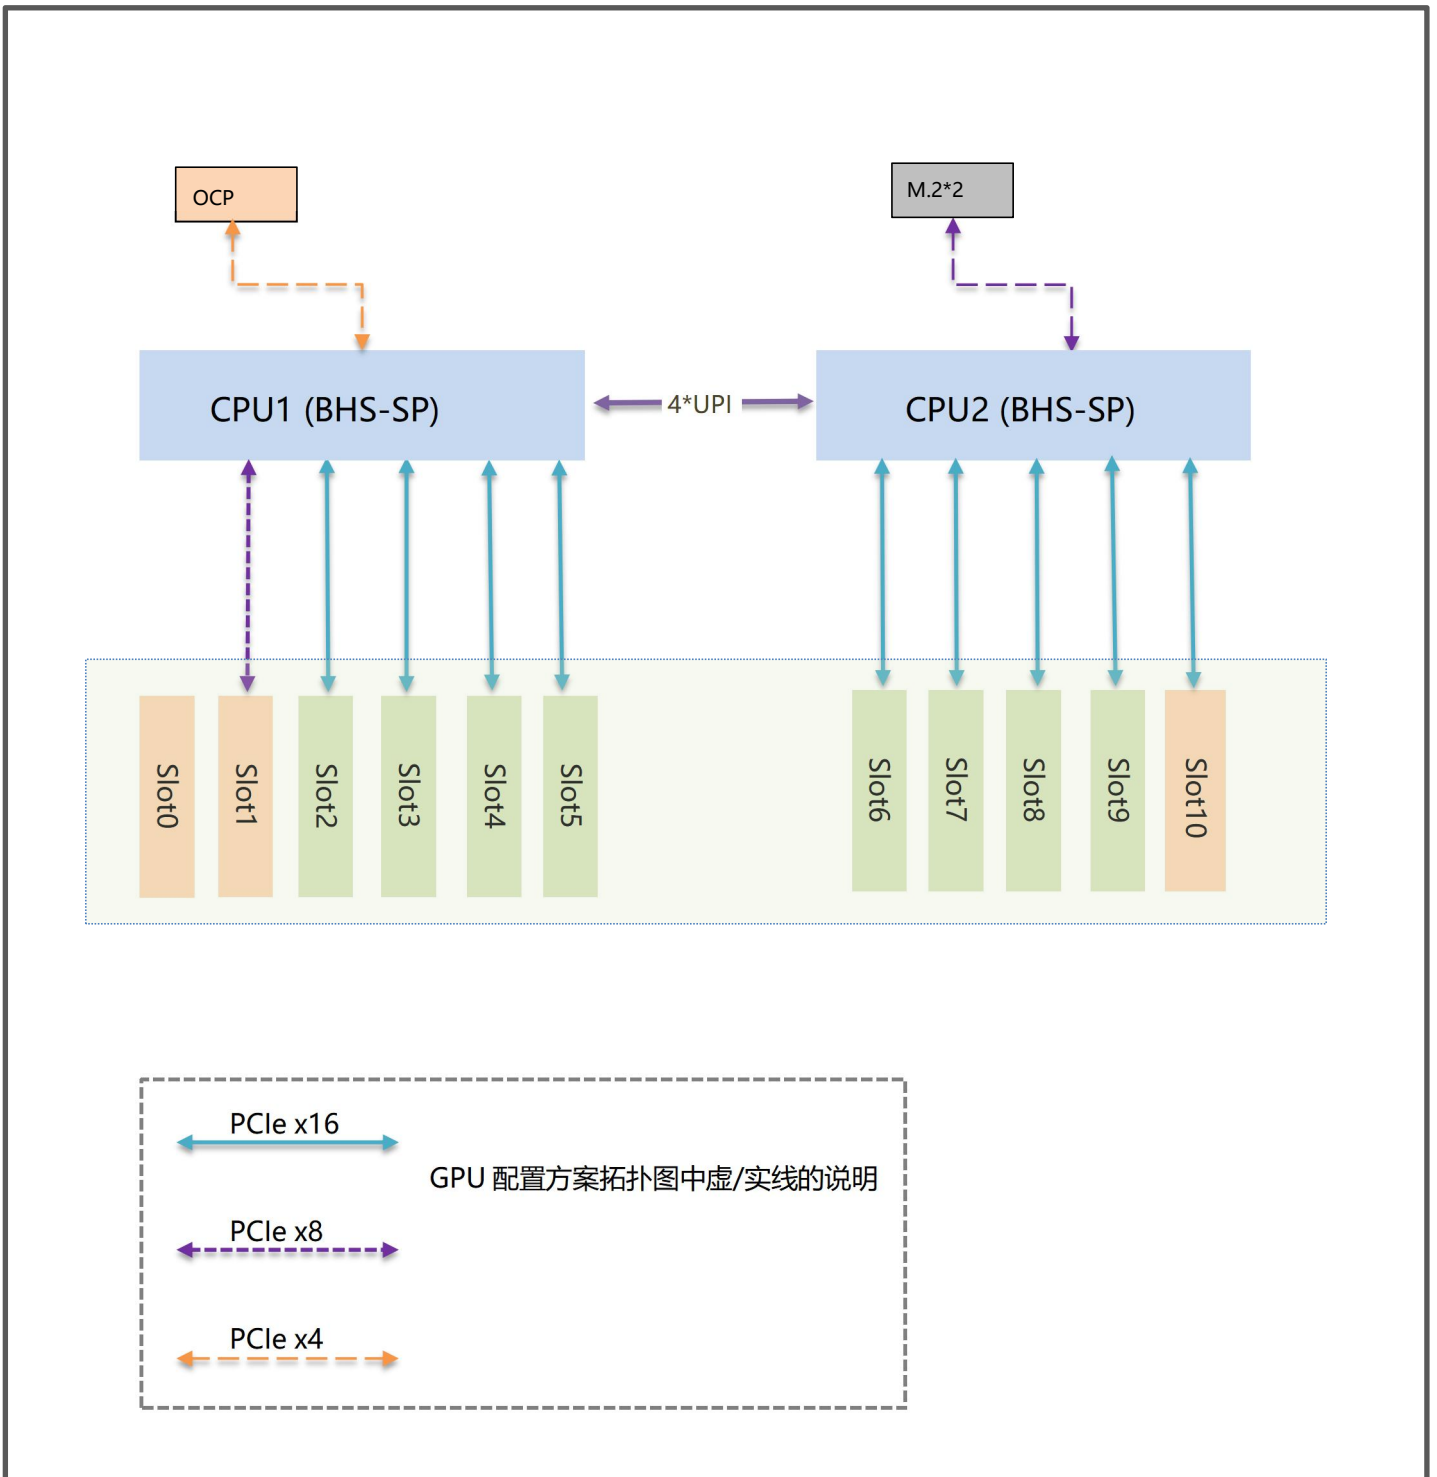 OCP
M.2*2
CPU1 (BHS-SP)
4*UPI
CPU2 (BHS-SP)
Slot0
Slot1
Slot2
Slot3
Slot4
Slot5
Slot6
Slot7
Slot8
Slot9
Slot10
PCIe x16
GPU 配置方案拓扑图中虚/实线的说明
PCIe x8
PCIe x4